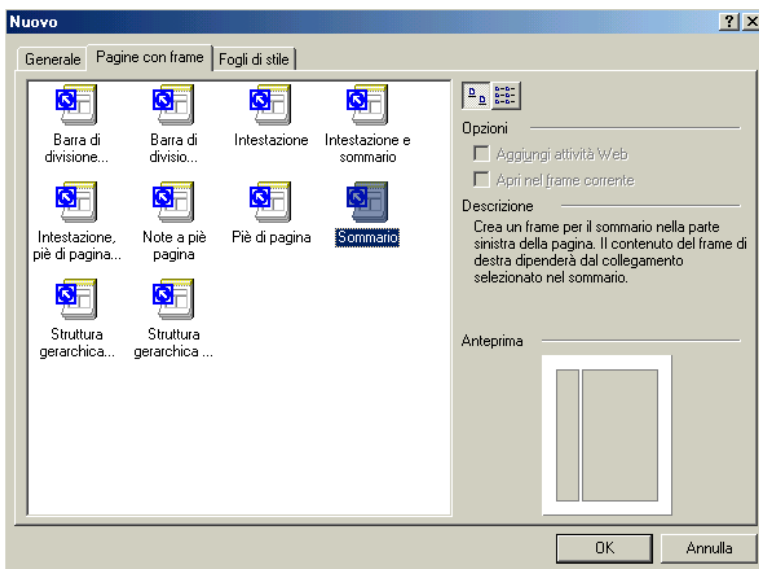 Nuovo
Generale
Pagine con frame
Fogli di stile
Barra di
divisione...
Barra di
divisio...
Intestazione
Intestazione e
sommario
Intestazione,
piè di pagina...
Note a piè
pagina
Piè di pagina
Sommario
Struttura
gerarchica...
Struttura
gerarchica ...
Opzioni
Aggiungi attività Web
Apri nel frame corrente
Descrizione
Crea un frame per il sommario nella parte
sinistra della pagina. Il contenuto del frame di
destra dipenderà dal collegamento
selezionato nel sommario.
Anteprima
OK
Annulla